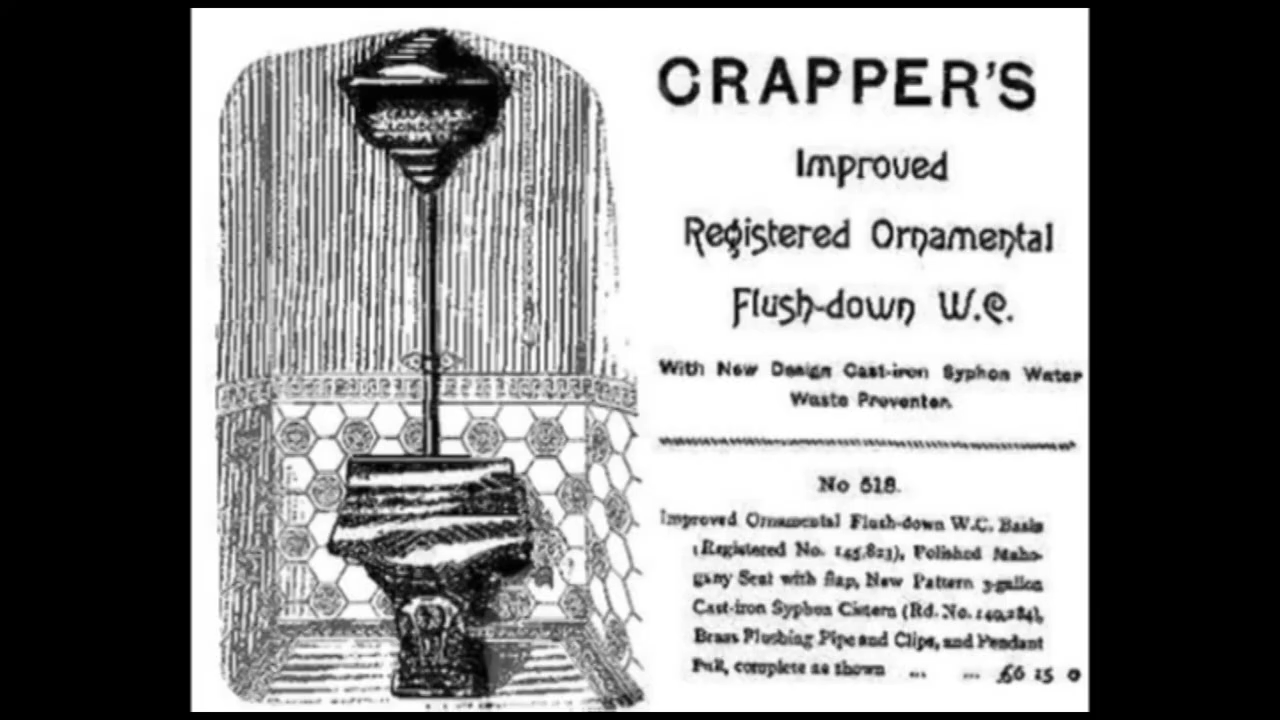 LONDON
CRAPPER'S
Improved
Registered Ornamental
Flush-down W.C.
With New Design Cast-iron Syphon Water
Waste Preventer.
No 518.
Improved Ornamental Flush-down W.C. Basin
(Registered No. 145,823), Polished Maho-
gany Seat with flap, New Pattern 3-gallon
Cast-iron Syphon Cistern (Rd. No. 149,284),
Brass Flushing Pipe and Clips, and Pendant
Pull, complete as shown ... ... £6 15 0